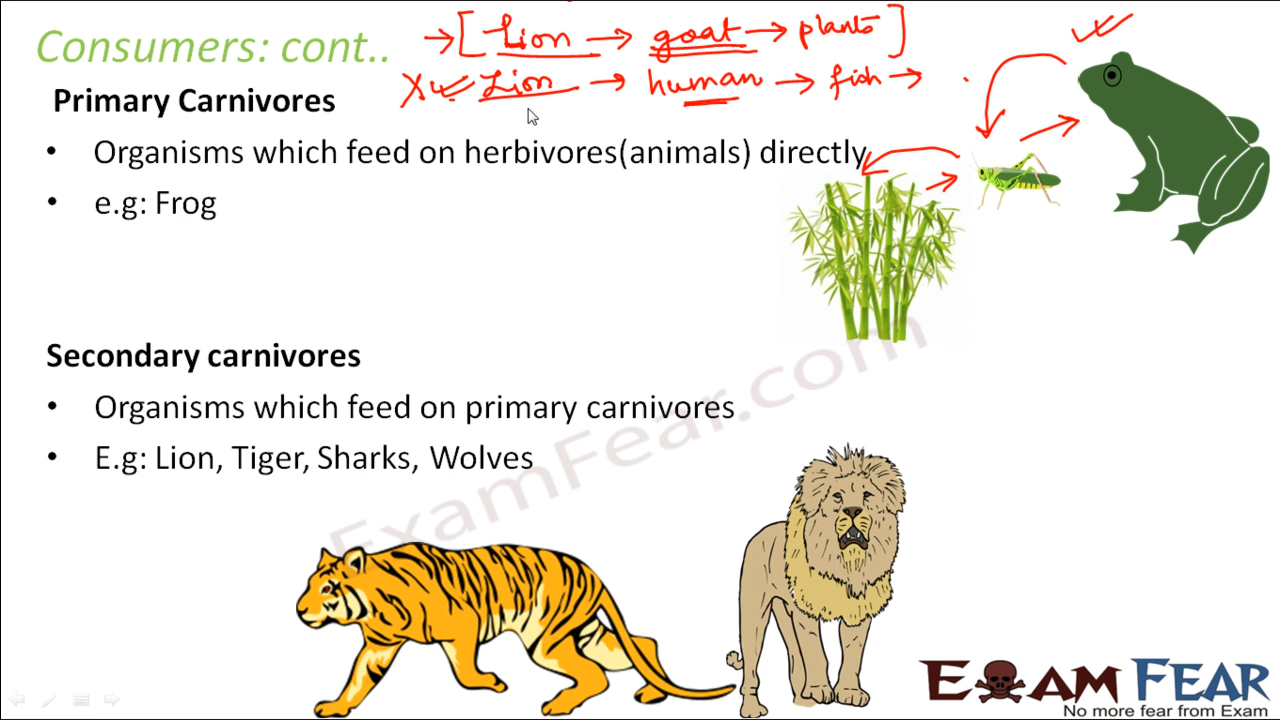 Consumers: cont..
→[Lion → goat → plants]
X Lion → human → fish →
Primary Carnivores
• Organisms which feed on herbivores(animals) directly
• e.g: Frog
Secondary carnivores
• Organisms which feed on primary carnivores
• E.g: Lion, Tiger, Sharks, Wolves
ExamFear.com
EXAM FEAR
No more fear from Exam